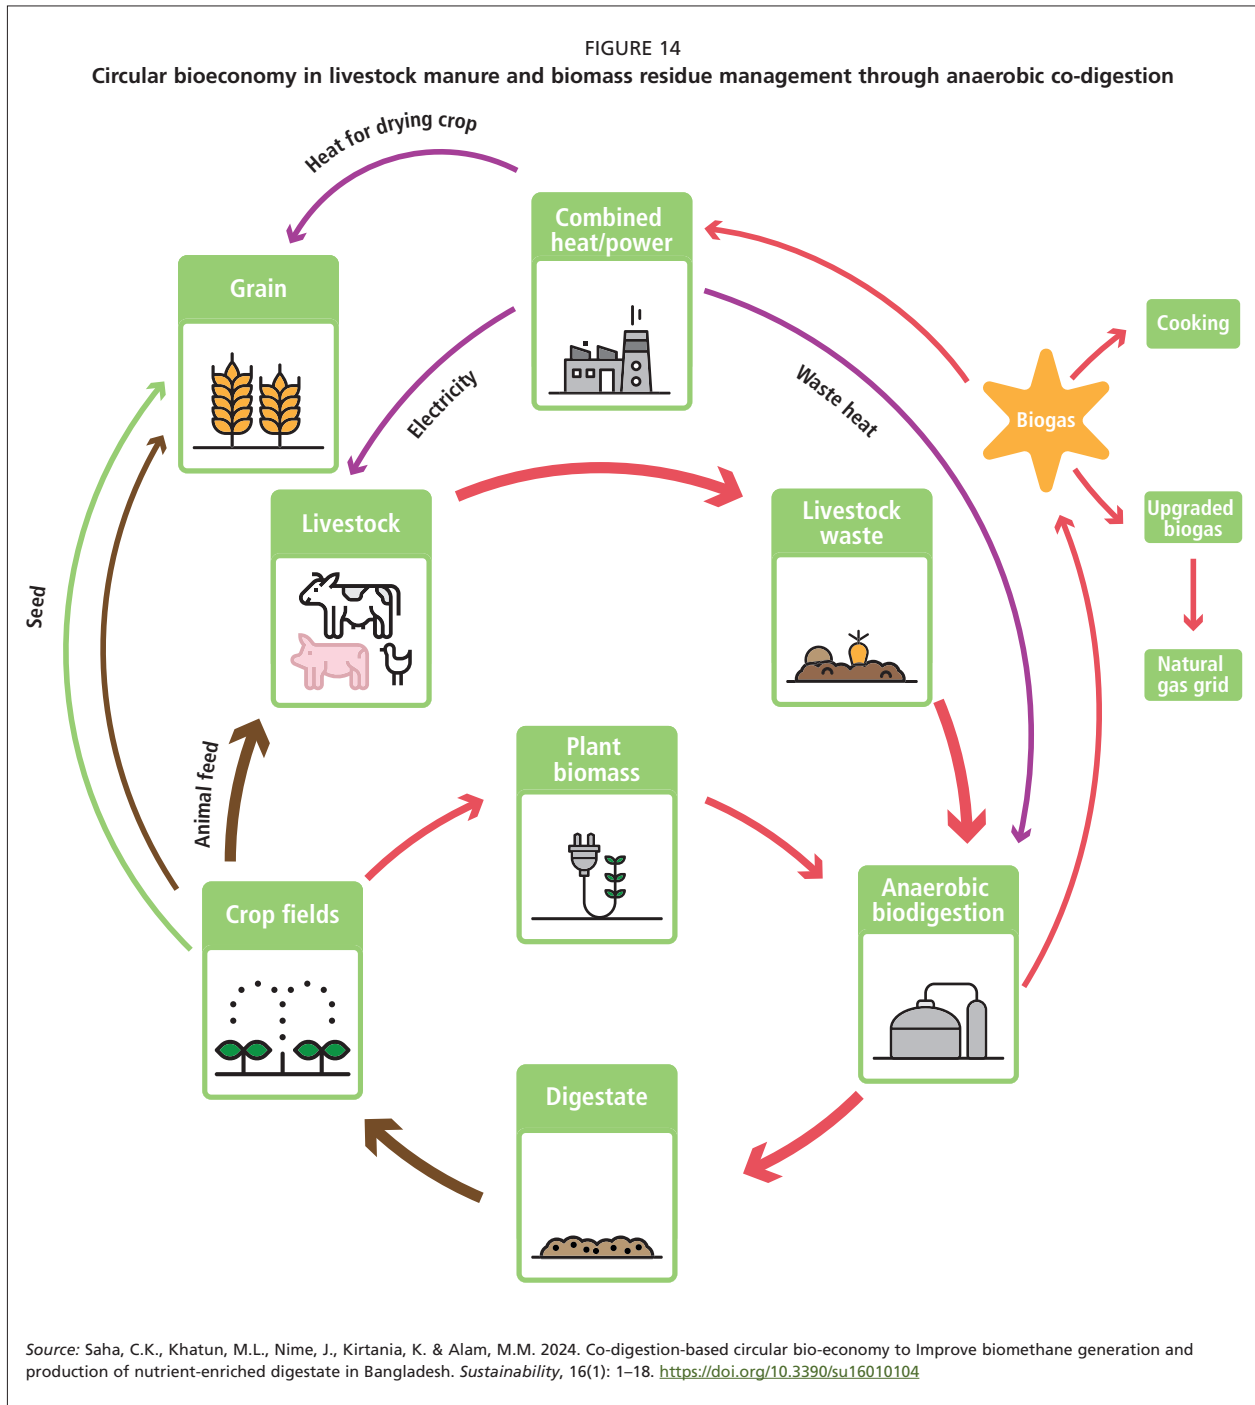 FIGURE 14
Circular bioeconomy in livestock manure and biomass residue management through anaerobic co-digestion
Heat for drying crop
Combined
heat/power
Grain
Cooking
Electricity
Waste heat
Biogas
Livestock
Livestock
waste
Upgraded
biogas
Seed
Natural
gas grid
Animal feed
Plant
biomass
Crop fields
Anaerobic
biodigestion
Digestate
Source: Saha, C.K., Khatun, M.L., Nime, J., Kirtania, K. & Alam, M.M. 2024. Co-digestion-based circular bio-economy to Improve biomethane generation and
production of nutrient-enriched digestate in Bangladesh. Sustainability, 16(1): 1–18. https://doi.org/10.3390/su16010104